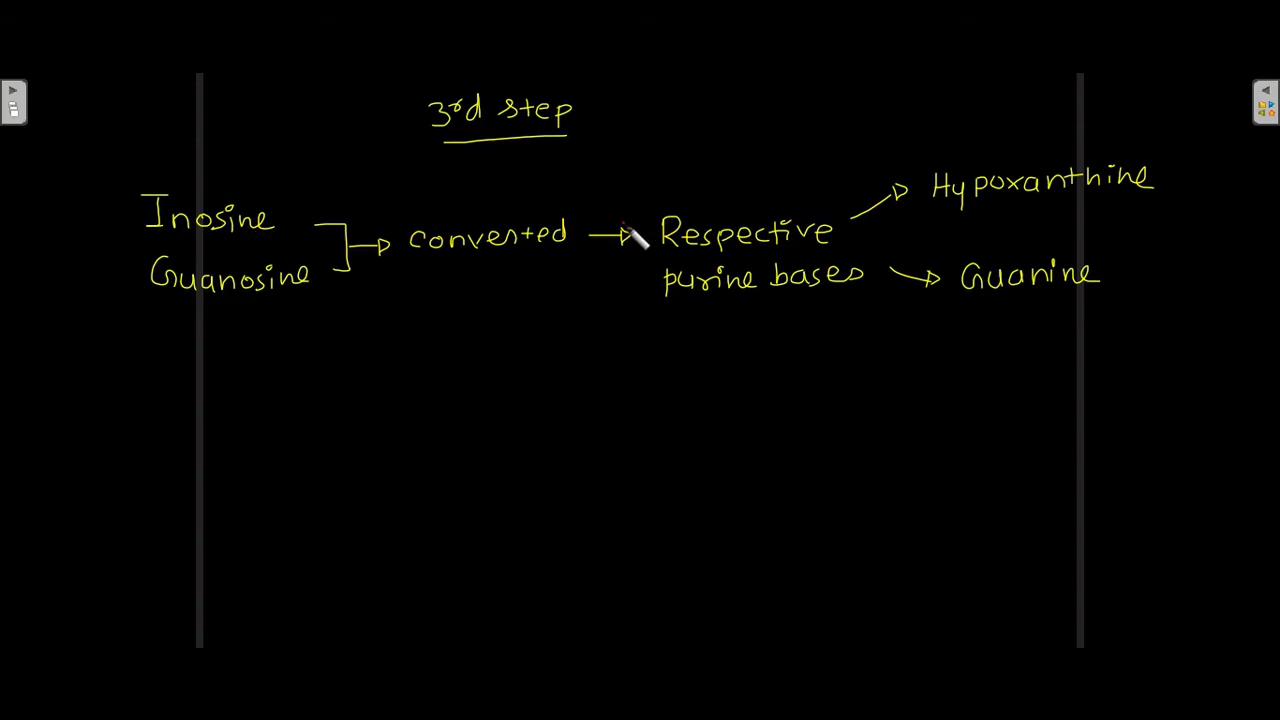 3rd step
Inosine
Guanosine
converted
Respective
purine bases
Hypoxanthine
Guanine